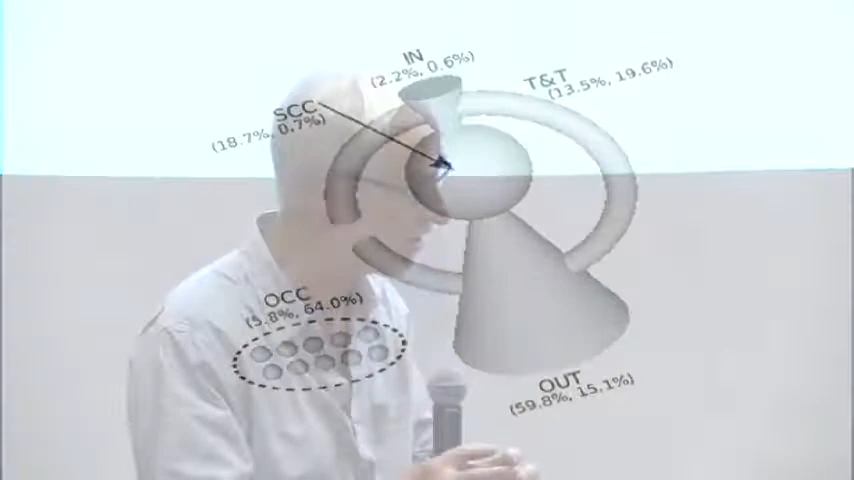 IN
(2.2%, 0.6%)
T&T
(13.5%, 19.6%)
SCC
(18.7%, 0.7%)
OCC
(5.8%, 64.0%)
OUT
(59.8%, 15.1%)